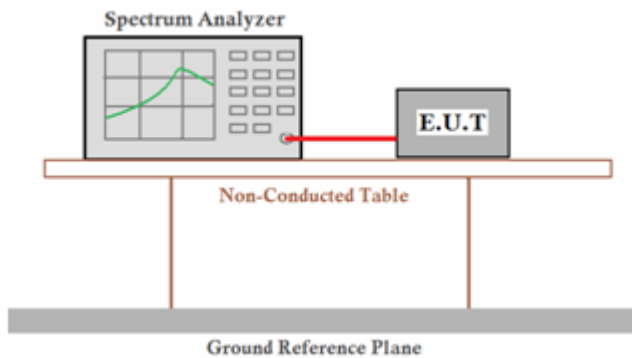 Spectrum Analyzer
E.U.T
Non-Conducted Table
Ground Reference Plane